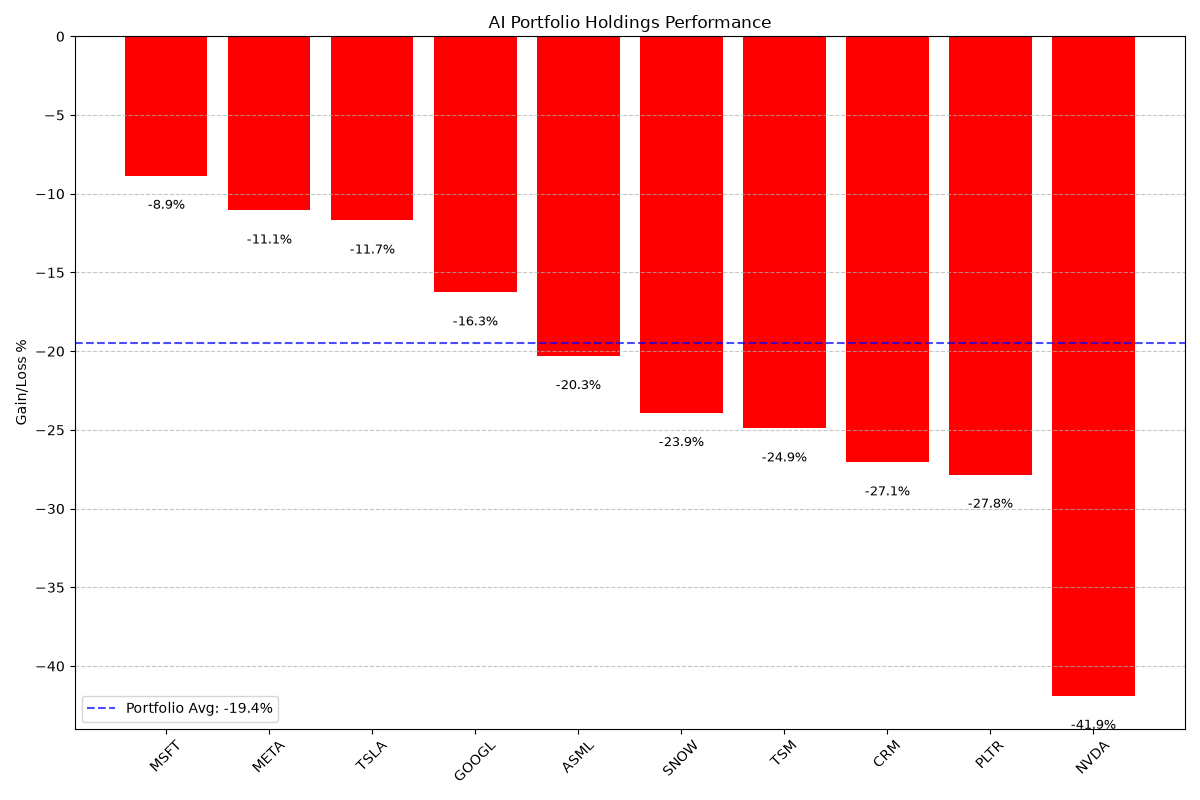 AI Portfolio Holdings Performance
Gain/Loss %
0
−5
−10
−15
−20
−25
−30
−35
−40
-8.9%
-11.1%
-11.7%
-16.3%
-20.3%
-23.9%
-24.9%
-27.1%
-27.8%
-41.9%
Portfolio Avg: -19.4%
MSFT
META
TSLA
GOOGL
ASML
SNOW
TSM
CRM
PLTR
NVDA